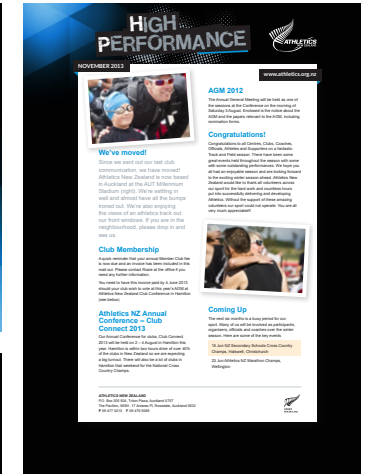 HIGH
PERFORMANCE
ATHLETICS
NOVEMBER 2013
www.athletics.org.nz
We've moved!
Since we sent out our last club
communication, we have moved!
Athletics New Zealand is now based
in Auckland at the AUT Millennium
Stadium (right). We're settling in
well and almost have all the bumps
ironed out. We're also enjoying
the views of an athletics track out
our front windows. If you are in the
neighbourhood, please drop in and
see us.
Club Membership
A quick reminder that your annual Member Club fee
is now due and an invoice has been included in this
mail out. Please contact Rosie at the office if you
need any further information.
You need to have this invoice paid by 4 June 2013
should your club wish to vote at this year's AGM at
Athletics New Zealand Club Conference in Hamilton
(see below).
Athletics NZ Annual
Conference – Club
Connect 2013
Our Annual Conference for clubs, Club Connect
2013 will be held on 2 – 4 August in Hamilton this
year. Hamilton is within two hours drive of over 50%
of the clubs in New Zealand so we are expecting
a big turnout. There will also be a lot of clubs in
Hamilton that weekend for the National Cross
Country Champs.
AGM 2012
The Annual General Meeting will be held as one of
the sessions at the Conference on the morning of
Saturday 3 August. Enclosed is the notice about the
AGM and the papers relevant to the AGM, including
nomination forms.
Congratulations!
Congratulations to all Centres, Clubs, Coaches,
Officials, Athletes and Supporters on a fantastic
Track and Field season. There have been some
great events held throughout the season with some
with some outstanding performances. We hope you
all had an enjoyable season and are looking forward
to the exciting winter season ahead. Athletics New
Zealand would like to thank all volunteers across
our sport for the hard work and countless hours
put into successfully delivering and developing
Athletics. Without the support of these amazing
volunteers our sport could not operate. You are all
very much appreciated!!
Coming Up
The next six months is a busy period for our
sport. Many of us will be involved as participants,
organisers, officials and coaches over the winter
season. Here are some of the key events.
15 Jun NZ Secondary Schools Cross Country
Champs, Halswell, Christchurch
23 Jun Athletics NZ Marathon Champs,
Wellington
ATHLETICS NEW ZEALAND